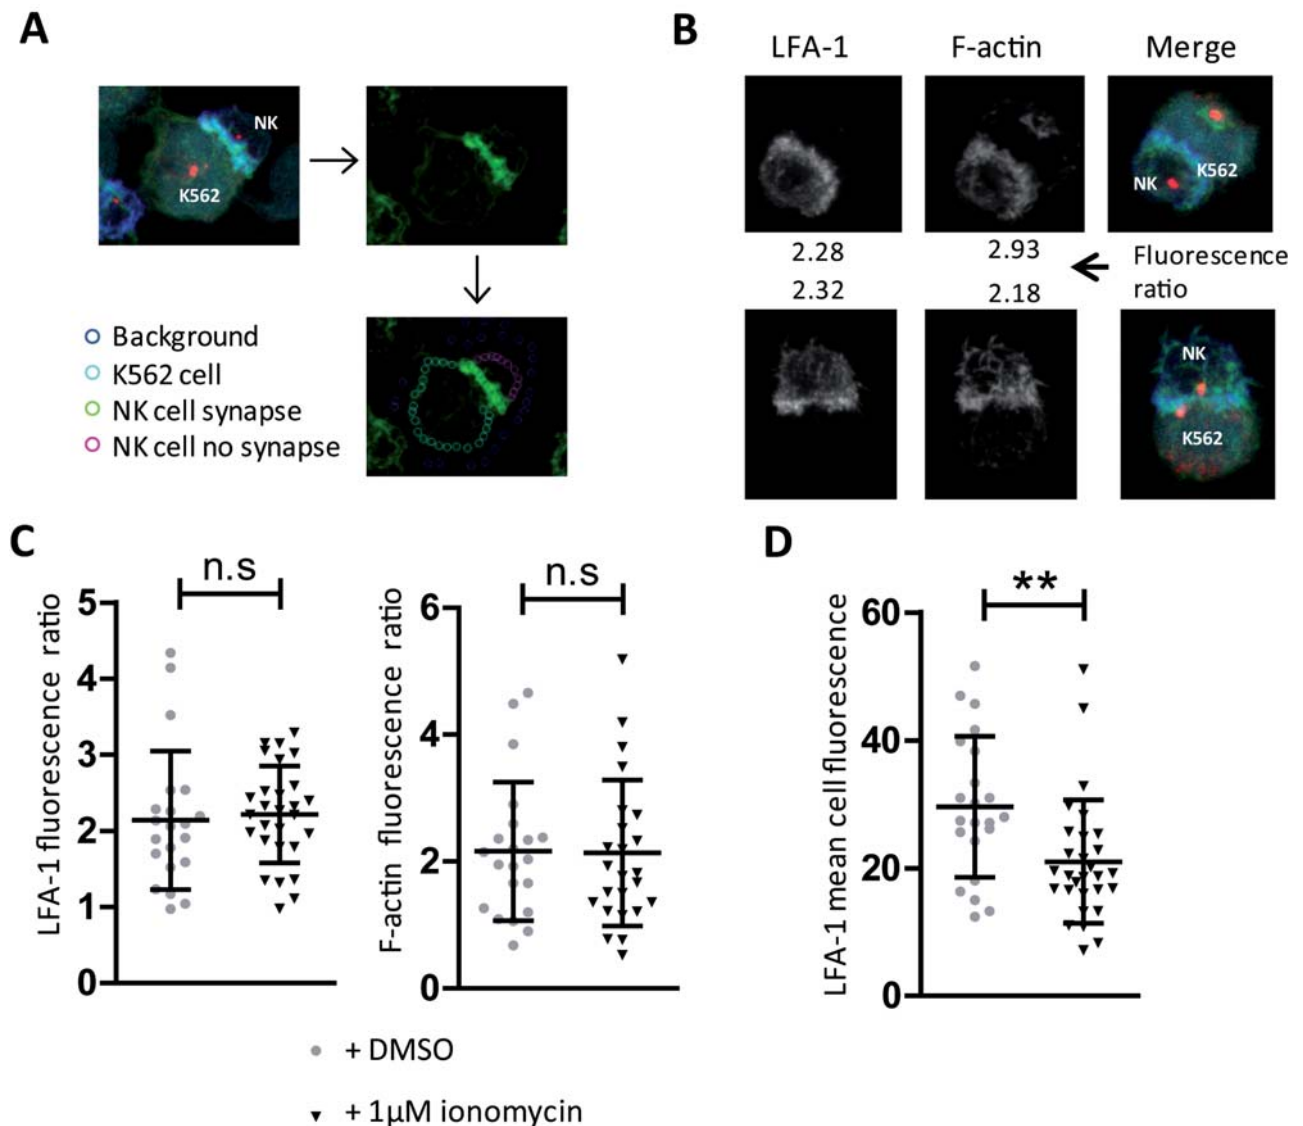 A
NK
K562
Background
K562 cell
NK cell synapse
NK cell no synapse
B
LFA-1
F-actin
Merge
NK
K562
2.28
2.93
Fluorescence
ratio
2.32
2.18
NK
K562
C
n.s
LFA-1 fluorescence ratio
5
4
3
2
1
0
n.s
F-actin fluorescence ratio
6
4
2
0
D
**
LFA-1 mean cell fluorescence
60
40
20
0
+ DMSO
+ 1μM ionomycin